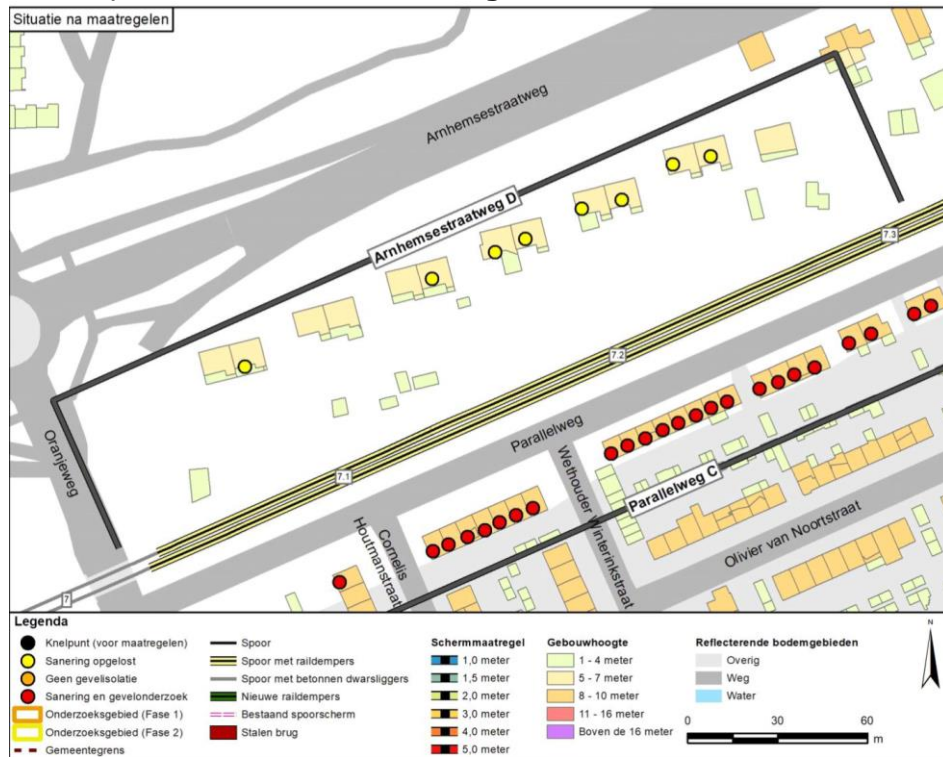 Situatie na maatregelen
Arnhemsestraatweg
Arnhemsestraatweg D
7.3
7.2
Parallelweg
Oranjeweg
7.1
Wethouder Winterinkstraat
Parallelweg C
Cornelis
Houtmanstraat
Olivier van Noortstraat
7
Legenda
Knelpunt (voor maatregelen)
Sanering opgelost
Geen gevelisolatie
Sanering en gevelonderzoek
Onderzoeksgebied (Fase 1)
Onderzoeksgebied (Fase 2)
Gemeentegrens
Spoor
Spoor met raildempers
Spoor met betonnen dwarsliggers
Nieuwe raildempers
Bestaand spoorscherm
Stalen brug
Schermmaatregel
1,0 meter
1,5 meter
2,0 meter
3,0 meter
4,0 meter
5,0 meter
Gebouwhoogte
1 - 4 meter
5 - 7 meter
8 - 10 meter
11 - 16 meter
Boven de 16 meter
Reflecterende bodemgebieden
Overig
Weg
Water
N
0 30 60
m